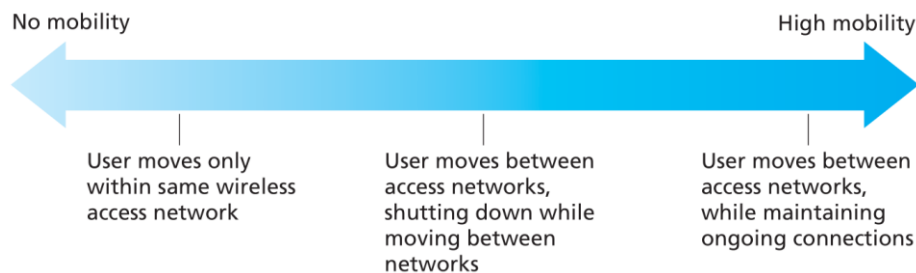 No mobility
High mobility
User moves only
within same wireless
access network
User moves between
access networks,
shutting down while
moving between
networks
User moves between
access networks,
while maintaining
ongoing connections